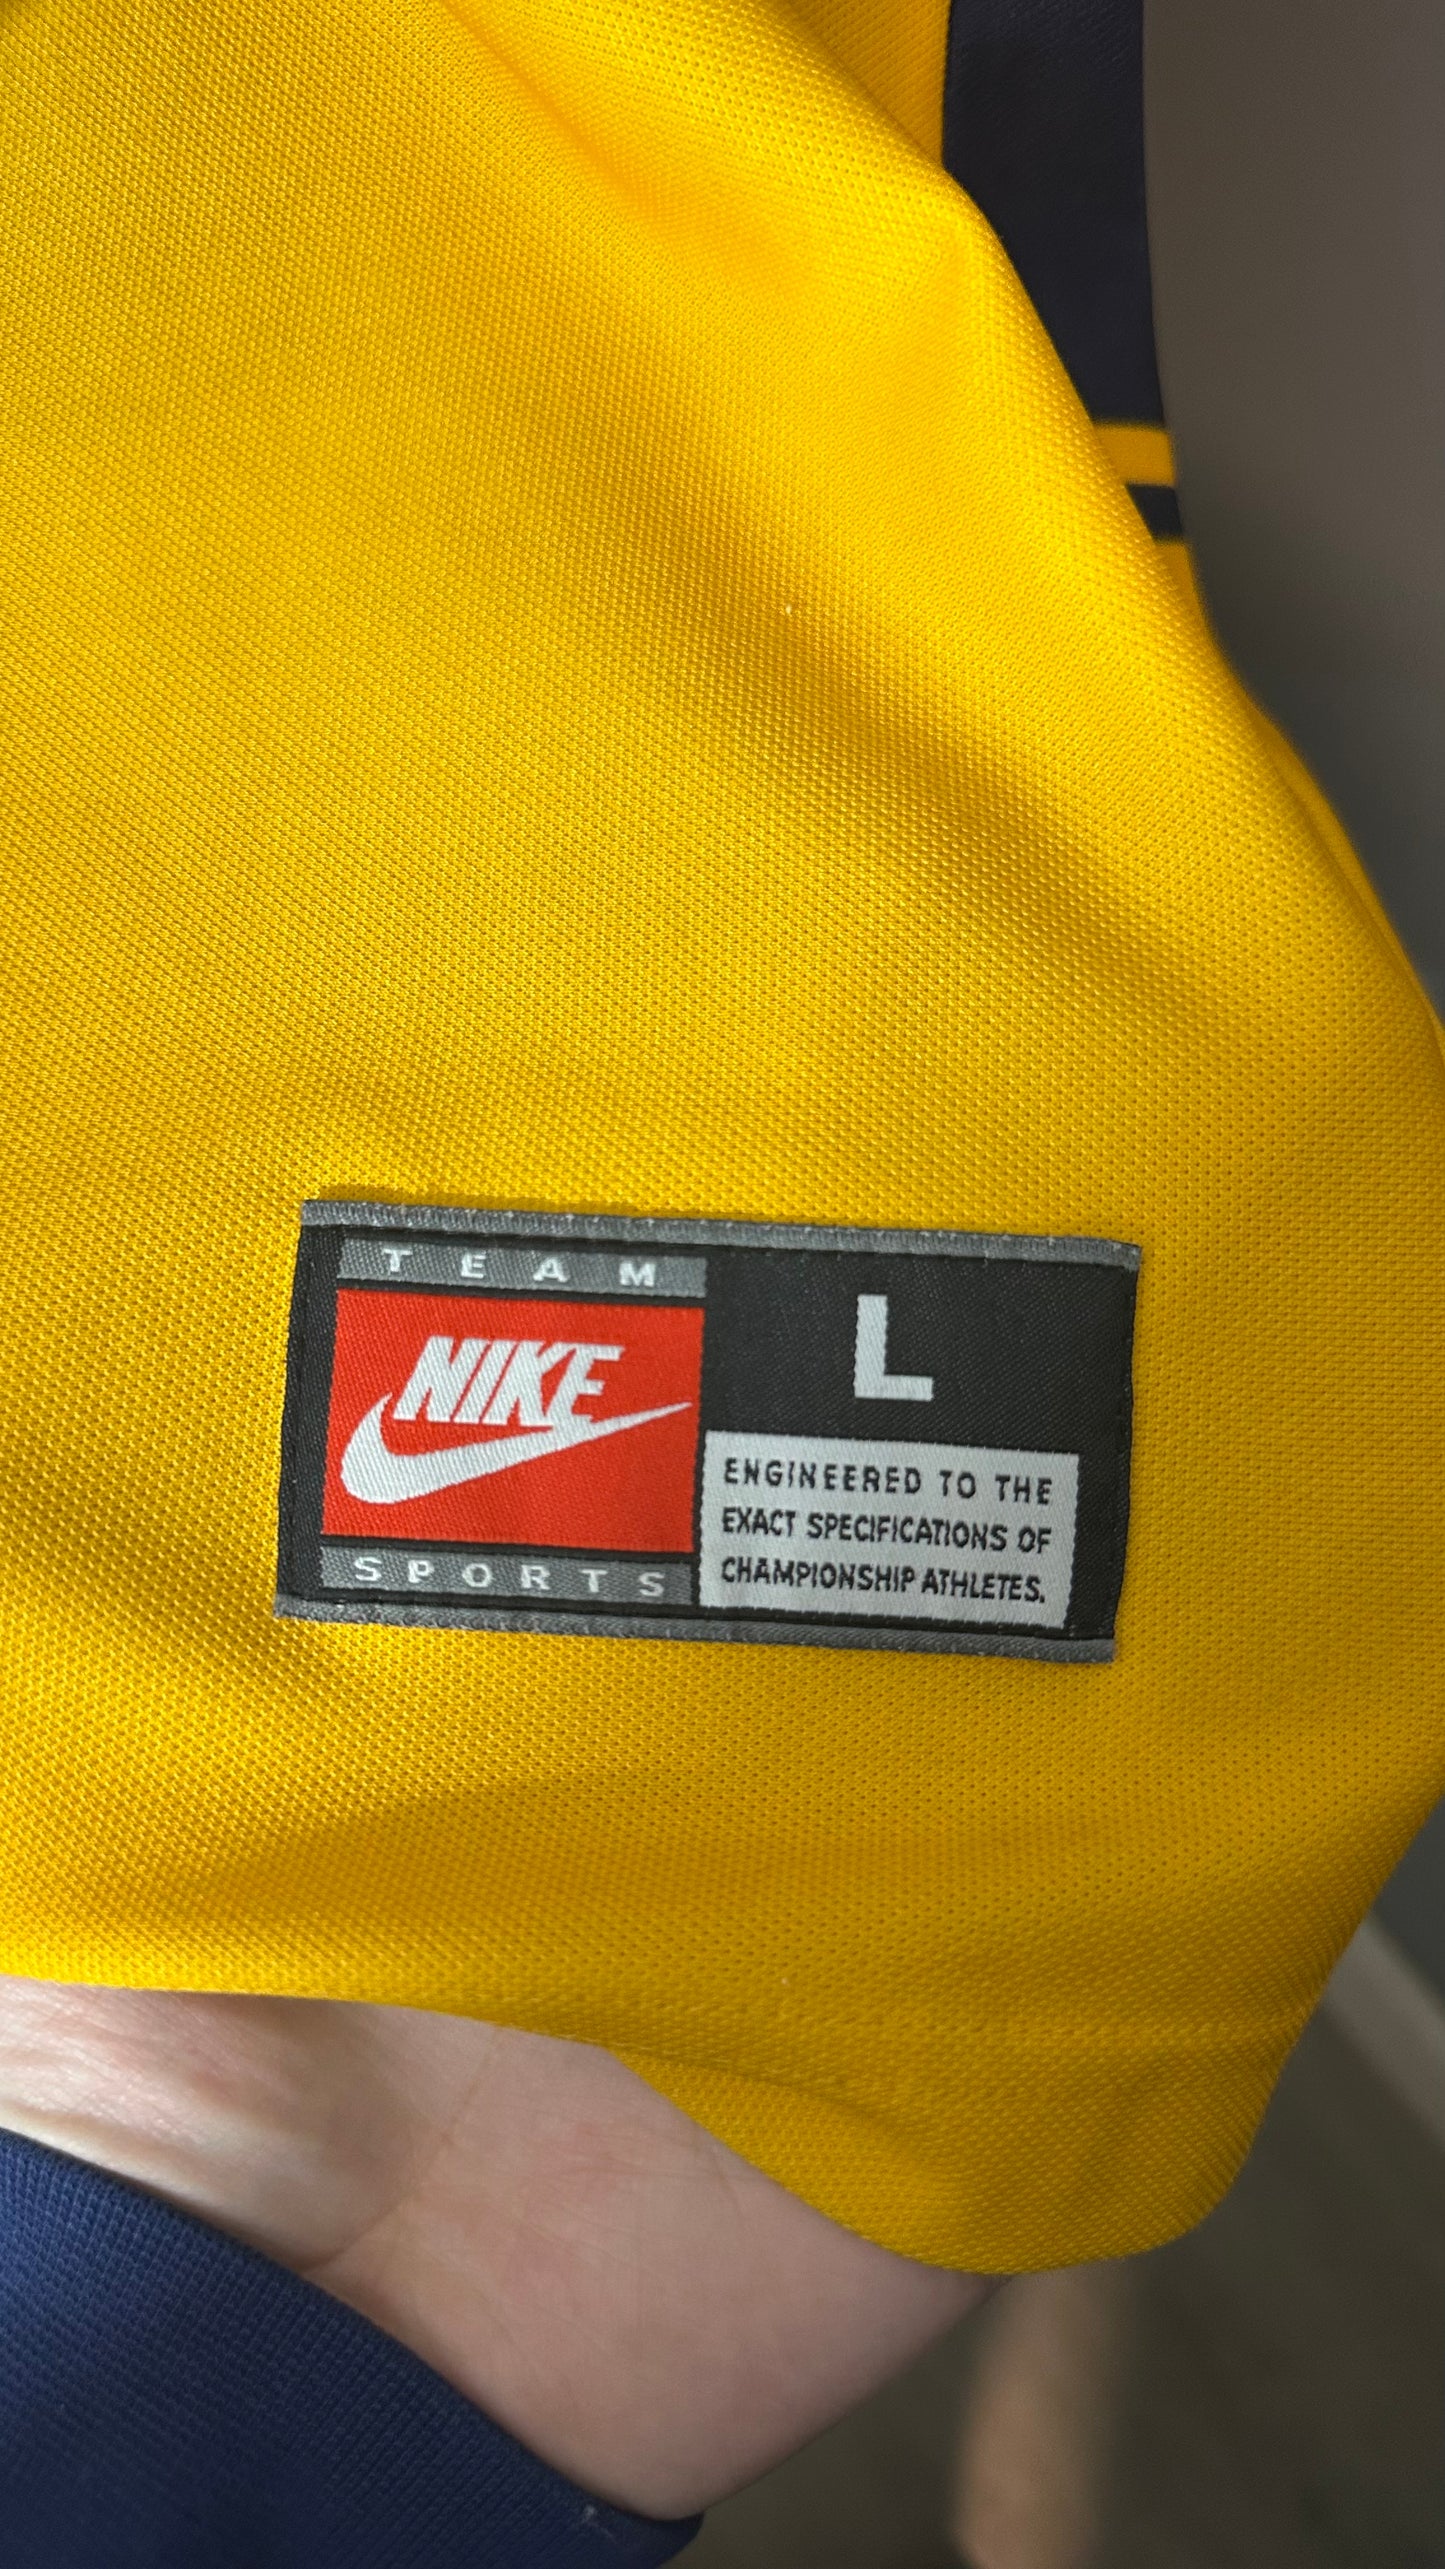 TEAM
NIKE
SPORTS
L
ENGINEERED TO THE
EXACT SPECIFICATIONS OF
CHAMPIONSHIP ATHLETES.